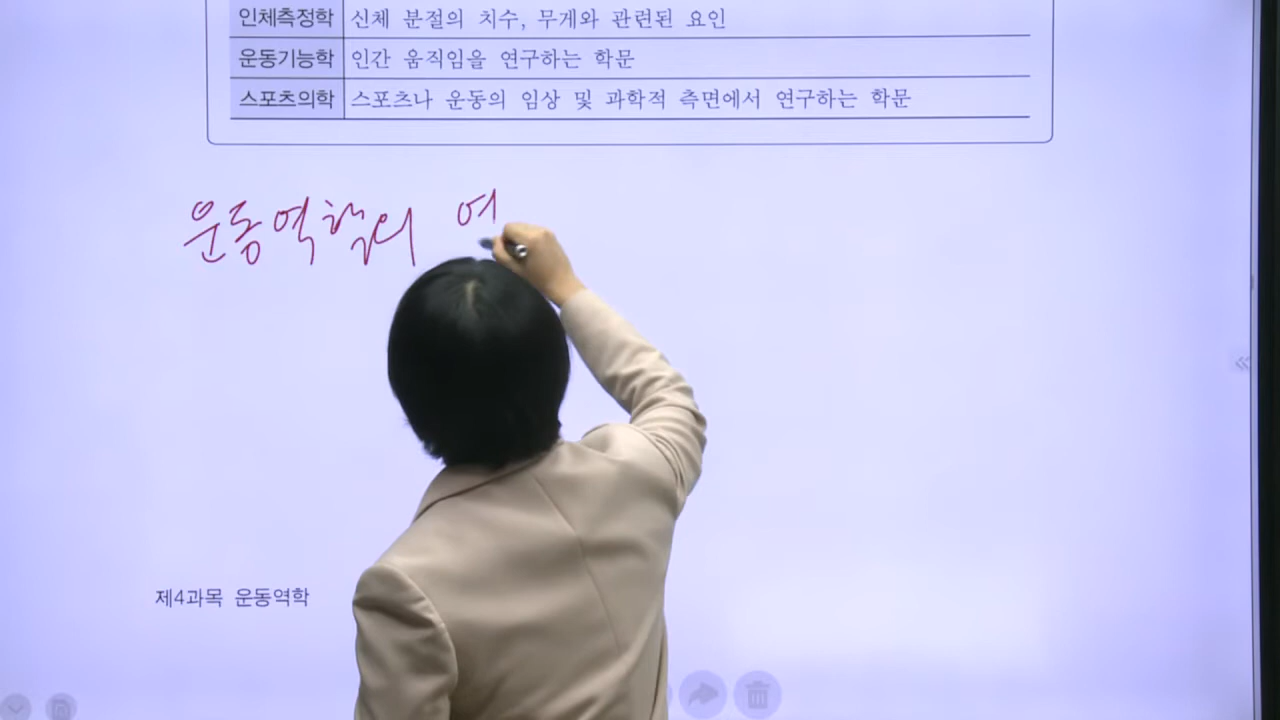 인체측정학 신체 분절의 치수, 무게와 관련된 요인
운동기능학 인간 움직임을 연구하는 학문
스포츠의학 스포츠나 운동의 임상 및 과학적 측면에서 연구하는 학문
운동역학의 여
제4과목 운동역학